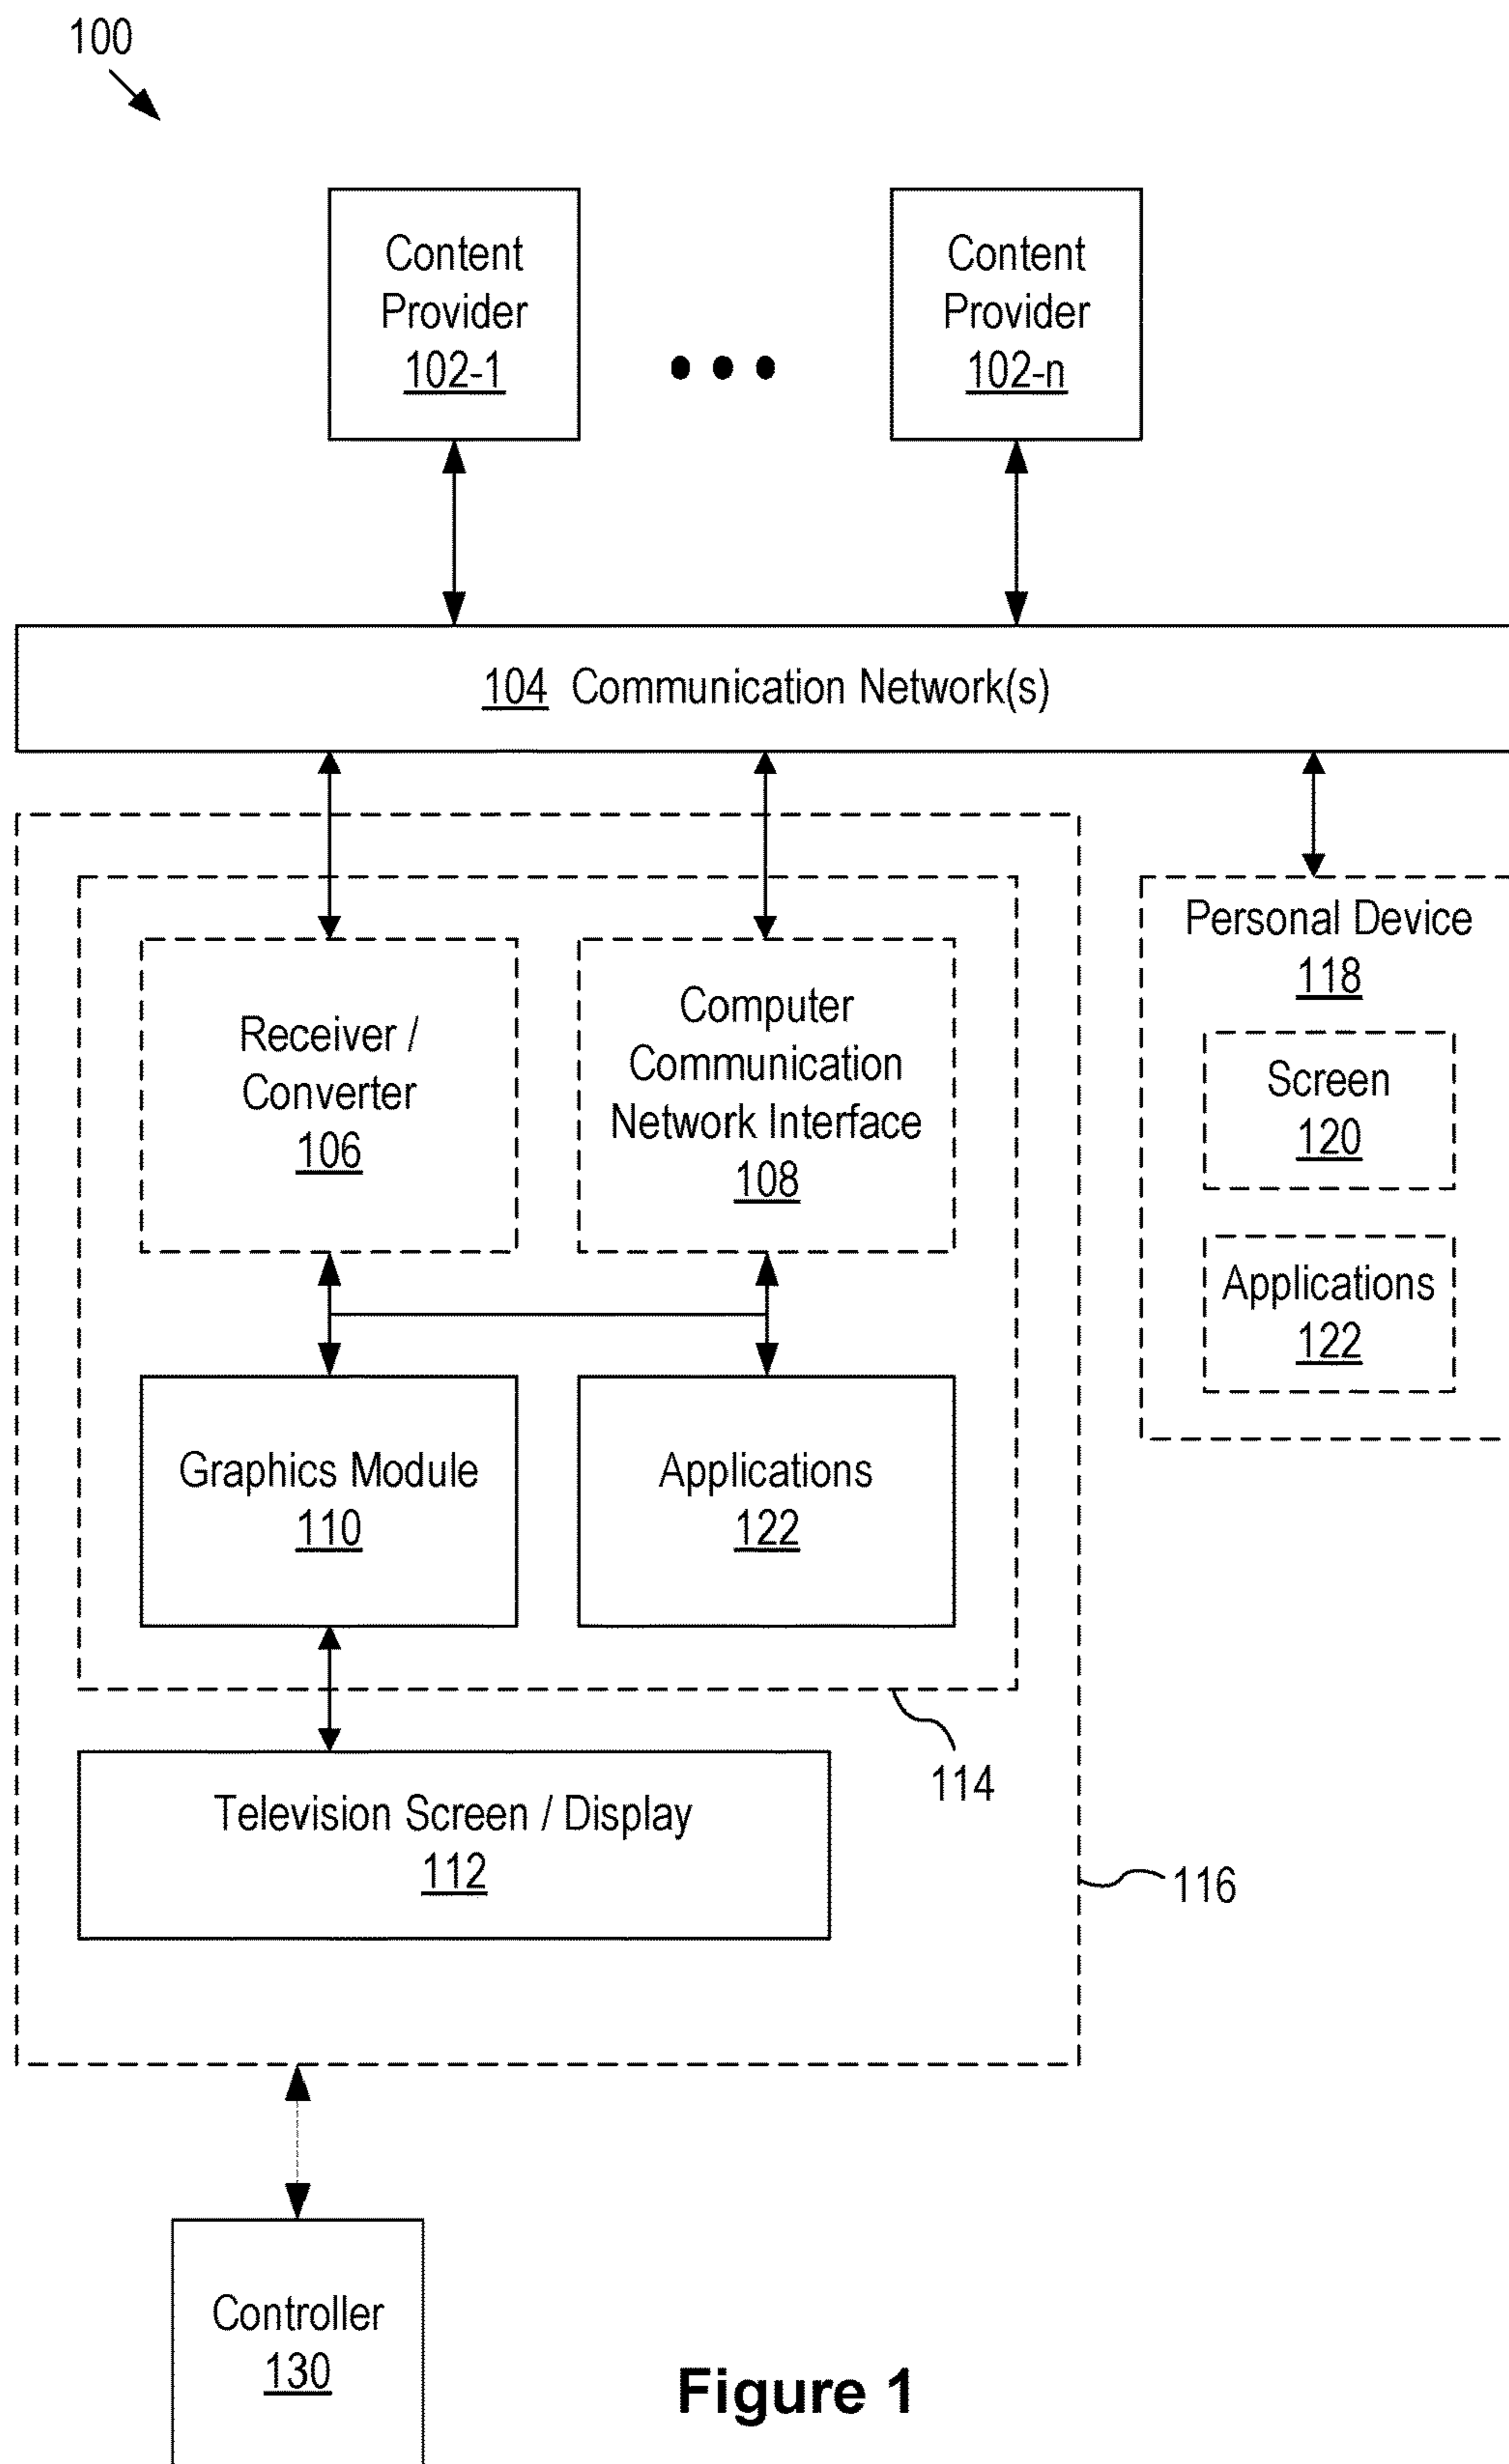 100
Content
Provider
102-1
Content
Provider
102-n
104 Communication Network(s)
Receiver /
Converter
106
Computer
Communication
Network Interface
108
Personal Device
118
Screen
120
Applications
122
Graphics Module
110
Applications
122
114
Television Screen / Display
112
116
Controller
130
Figure 1